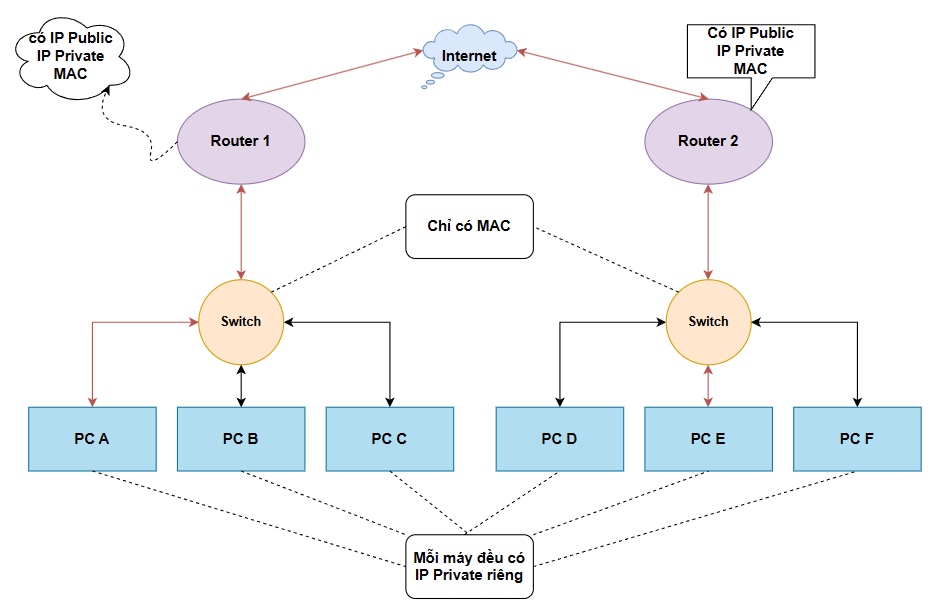 có IP Public
IP Private
MAC
Internet
Có IP Public
IP Private
MAC
Router 1
Router 2
Chỉ có MAC
Switch
Switch
PC A
PC B
PC C
PC D
PC E
PC F
Mỗi máy đều có
IP Private riêng